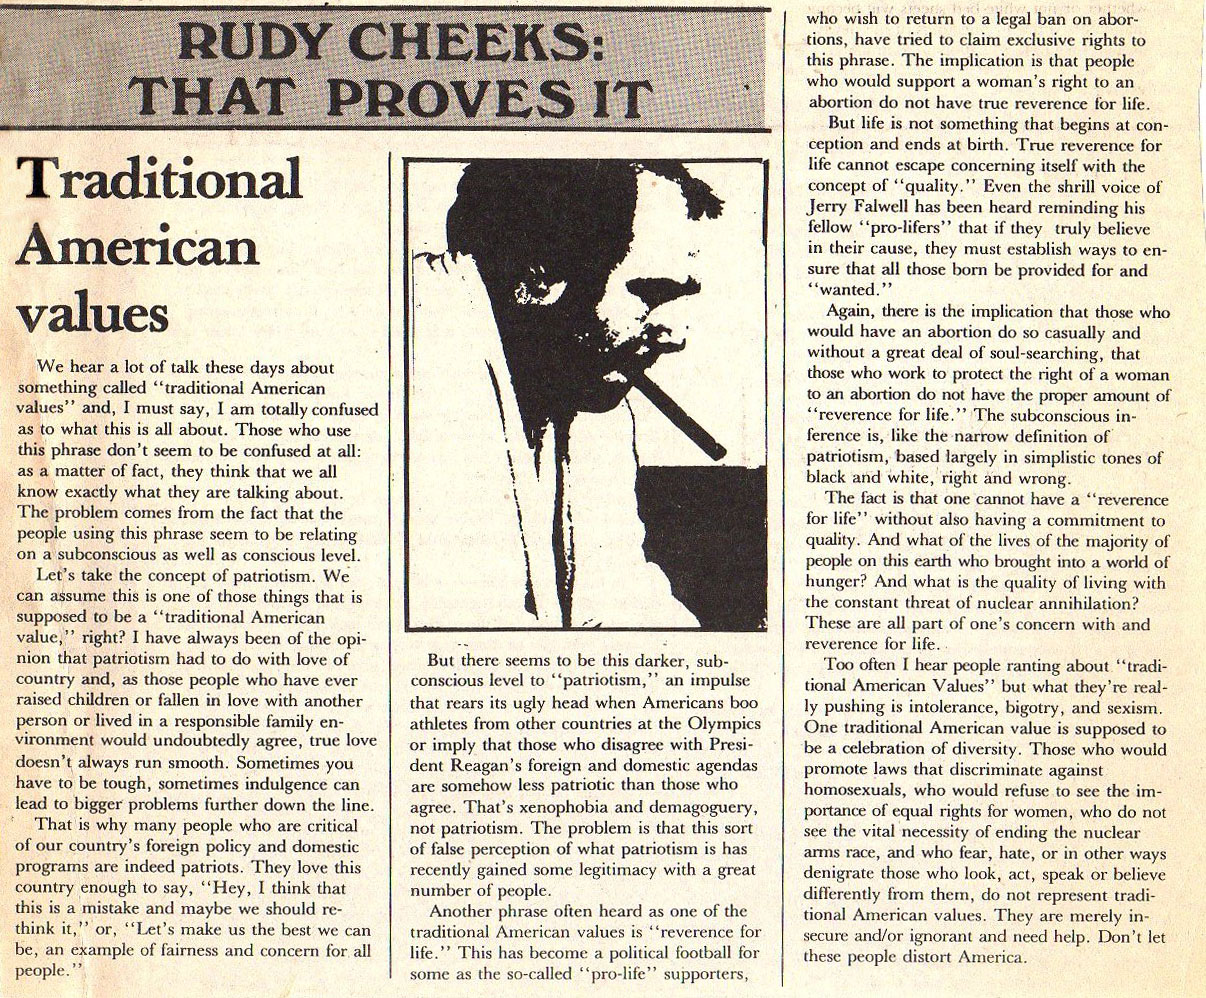 RUDY CHEEKS:
THAT PROVES IT
Traditional
American
values
We hear a lot of talk these days about
something called “traditional American
values” and, I must say, I am totally confused
as to what this is all about. Those who use
this phrase don’t seem to be confused at all:
as a matter of fact, they think that we all
know exactly what they are talking about.
The problem comes from the fact that the
people using this phrase seem to be relating
on a subconscious as well as conscious level.
Let’s take the concept of patriotism. We
can assume this is one of those things that is
supposed to be a “traditional American
value,” right? I have always been of the opi-
nion that patriotism had to do with love of
country and, as those people who have ever
raised children or fallen in love with another
person or lived in a responsible family en-
vironment would undoubtedly agree, true love
doesn’t always run smooth. Sometimes you
have to be tough, sometimes indulgence can
lead to bigger problems further down the line.
That is why many people who are critical
of our country’s foreign policy and domestic
programs are indeed patriots. They love this
country enough to say, “Hey, I think that
this is a mistake and maybe we should re-
think it,” or, “Let’s make us the best we can
be, an example of fairness and concern for all
people.”
But there seems to be this darker, sub-
conscious level to “patriotism,” an impulse
that rears its ugly head when Americans boo
athletes from other countries at the Olympics
or imply that those who disagree with Presi-
dent Reagan’s foreign and domestic agendas
are somehow less patriotic than those who
agree. That’s xenophobia and demagoguery,
not patriotism. The problem is that this sort
of false perception of what patriotism is has
recently gained some legitimacy with a great
number of people.
Another phrase often heard as one of the
traditional American values is “reverence for
life.” This has become a political football for
some as the so-called “pro-life” supporters,
who wish to return to a legal ban on abor-
tions, have tried to claim exclusive rights to
this phrase. The implication is that people
who would support a woman’s right to an
abortion do not have true reverence for life.
But life is not something that begins at con-
ception and ends at birth. True reverence for
life cannot escape concerning itself with the
concept of “quality.” Even the shrill voice of
Jerry Falwell has been heard reminding his
fellow “pro-lifers” that if they truly believe
in their cause, they must establish ways to en-
sure that all those born be provided for and
“wanted.”
Again, there is the implication that those who
would have an abortion do so casually and
without a great deal of soul-searching, that
those who work to protect the right of a woman
to an abortion do not have the proper amount of
“reverence for life.” The subconscious in-
ference is, like the narrow definition of
patriotism, based largely in simplistic tones of
black and white, right and wrong.
The fact is that one cannot have a “reverence
for life” without also having a commitment to
quality. And what of the lives of the majority of
people on this earth who brought into a world of
hunger? And what is the quality of living with
the constant threat of nuclear annihilation?
These are all part of one’s concern with and
reverence for life.
Too often I hear people ranting about “tradi-
tional American Values” but what they’re real-
ly pushing is intolerance, bigotry, and sexism.
One traditional American value is supposed to
be a celebration of diversity. Those who would
promote laws that discriminate against
homosexuals, who would refuse to see the im-
portance of equal rights for women, who do not
see the vital necessity of ending the nuclear
arms race, and who fear, hate, or in other ways
denigrate those who look, act, speak or believe
differently from them, do not represent tradi-
tional American values. They are merely in-
secure and/or ignorant and need help. Don’t let
these people distort America.